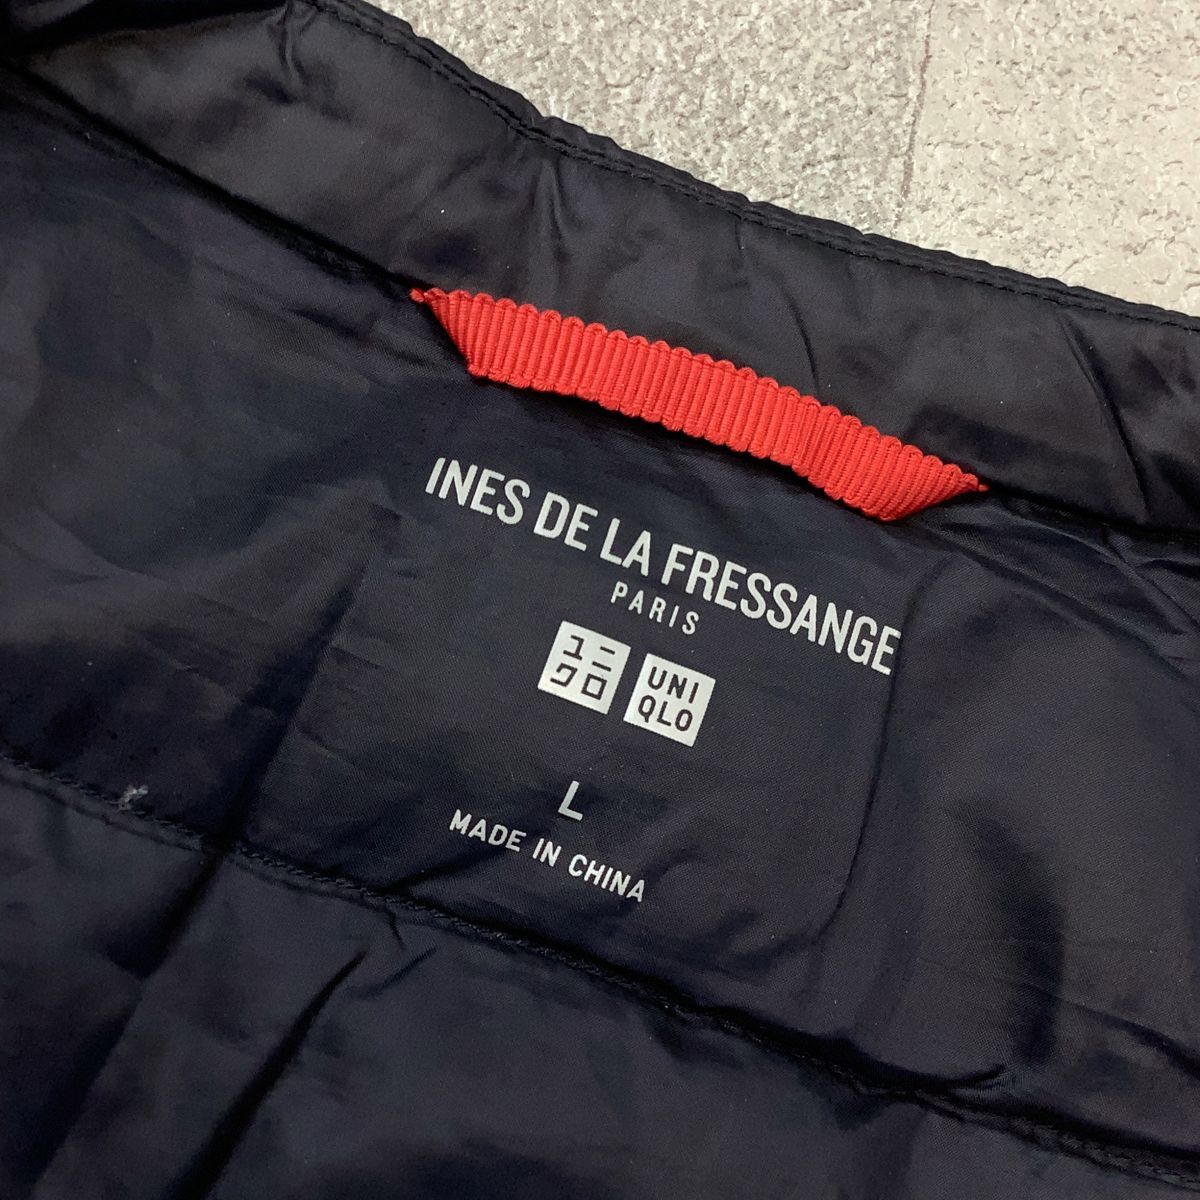 INES DE LA FRESSANGE
PARIS
ユニ
クロ
UNI
QLO
L
MADE IN CHINA